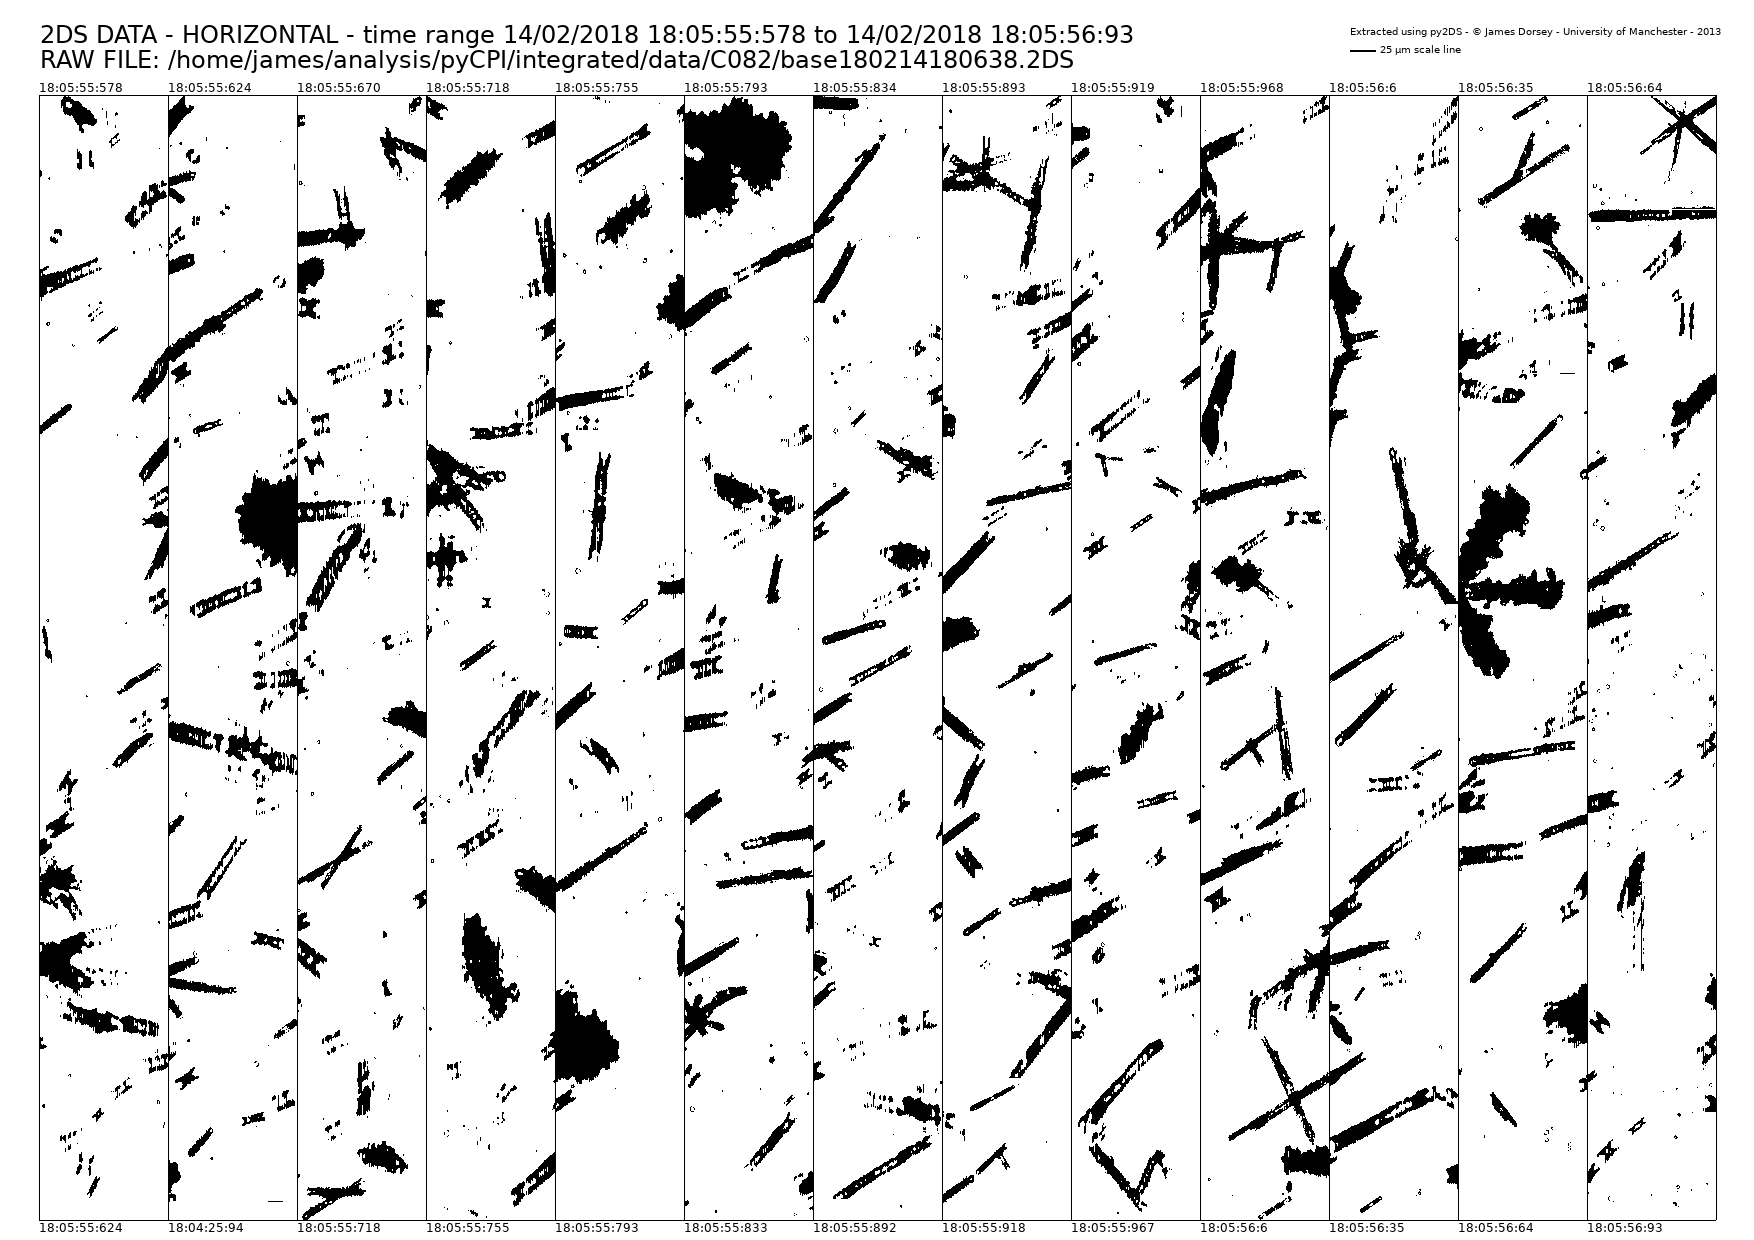 2DS DATA - HORIZONTAL - time range 14/02/2018 18:05:55:578 to 14/02/2018 18:05:56:93
RAW FILE: /home/james/analysis/pyCPI/integrated/data/C082/base180214180638.2DS
Extracted using py2DS - © James Dorsey - University of Manchester - 2013
25 µm scale line
18:05:55:578 18:05:55:624 18:05:55:670 18:05:55:718 18:05:55:755 18:05:55:793 18:05:55:834 18:05:55:893 18:05:55:919 18:05:55:968 18:05:56:6 18:05:56:35 18:05:56:64
18:05:55:624 18:04:25:94 18:05:55:718 18:05:55:755 18:05:55:793 18:05:55:833 18:05:55:892 18:05:55:918 18:05:55:967 18:05:56:6 18:05:56:35 18:05:56:64 18:05:56:93